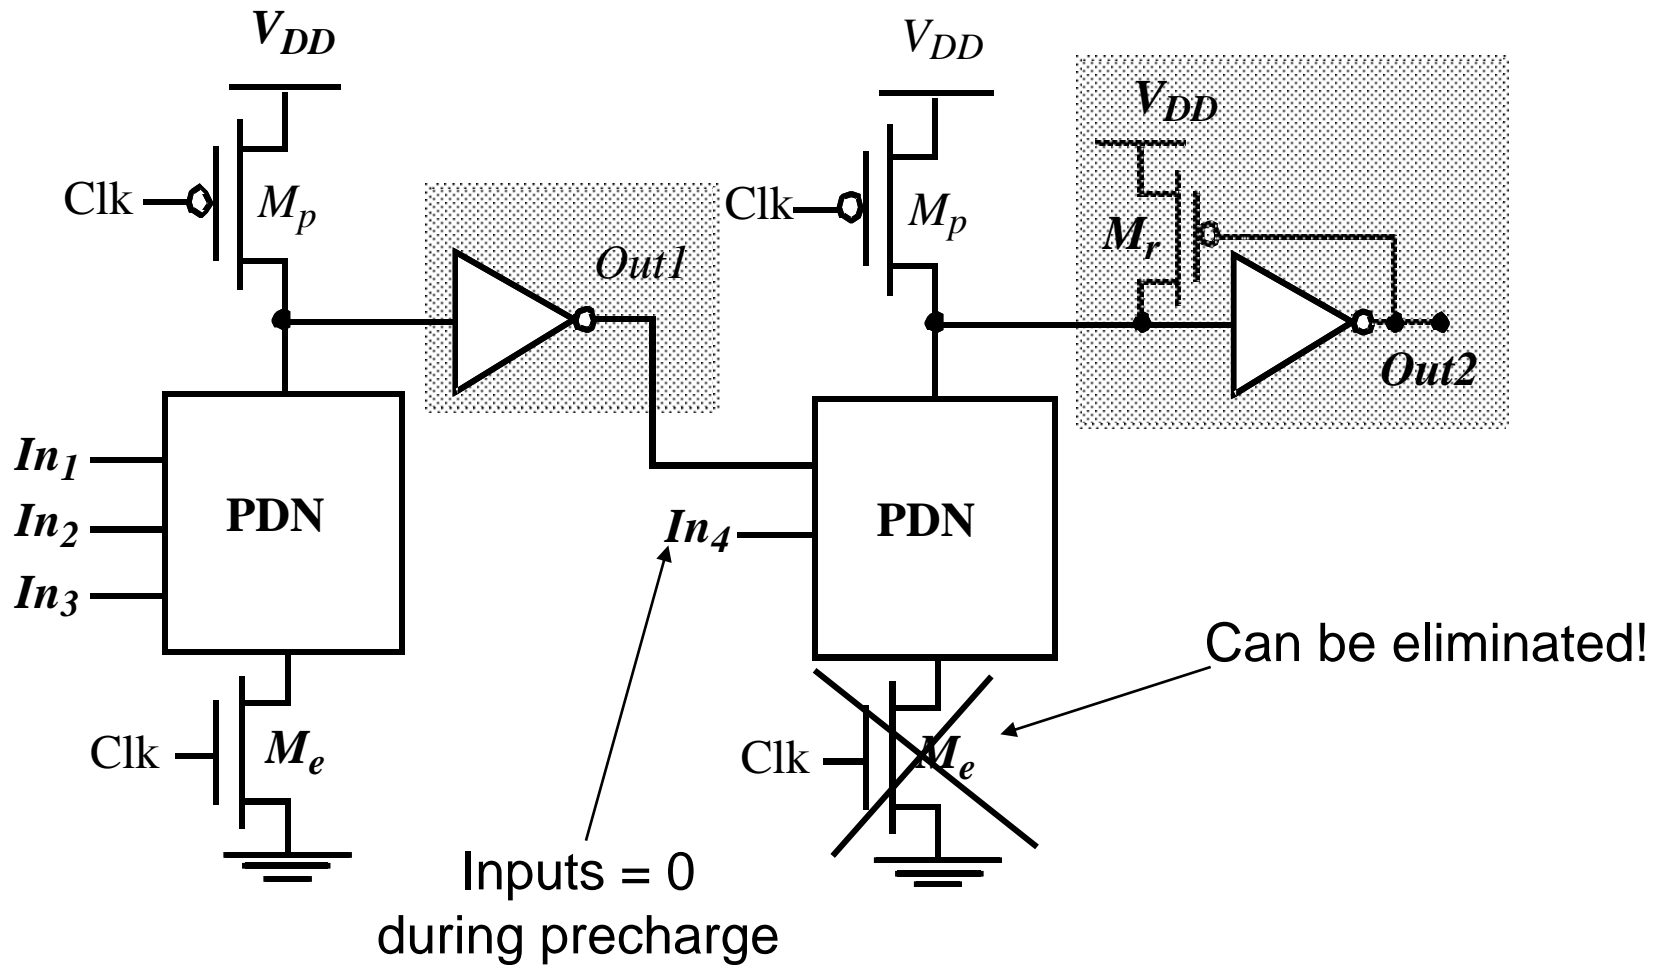 VDD
VDD
VDD
Clk
Mp
Clk
Mp
Mr
Out1
Out2
In1
In2
In3
PDN
In4
PDN
Can be eliminated!
Clk
Me
Clk
Me
Inputs = 0
during precharge